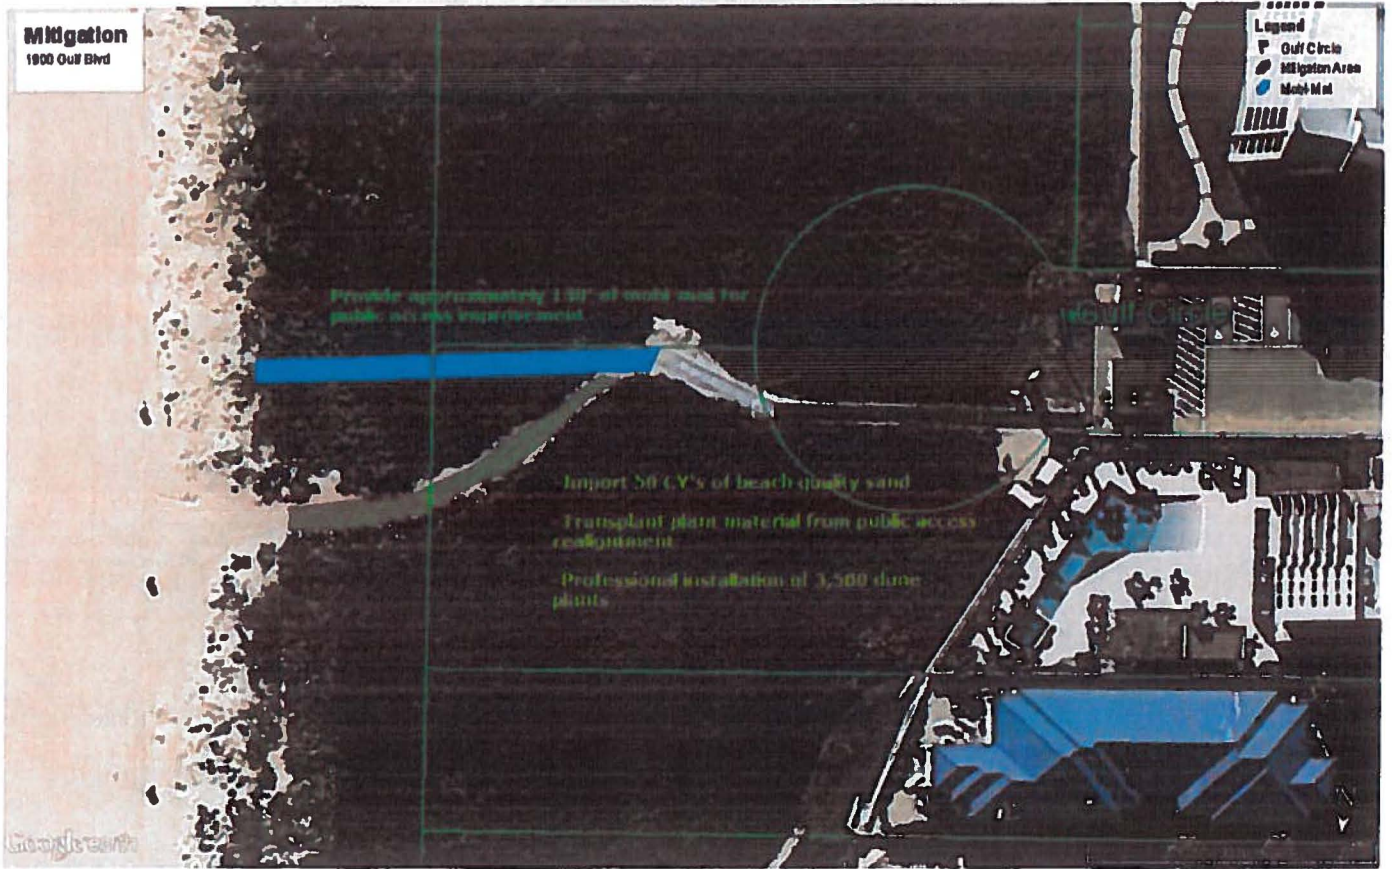 Mitigation
1900 Gulf Blvd
Legend
Gulf Circle
Mitigaton Area
Mobi-Mat
Provide approximately of mobi mat for
public access improvement
Gulf Circle
-Import 50 CY's of beach quality sand
-Transplant plant material from public access
realignment
-Professional installation of 3,500 dune
plants
Google earth